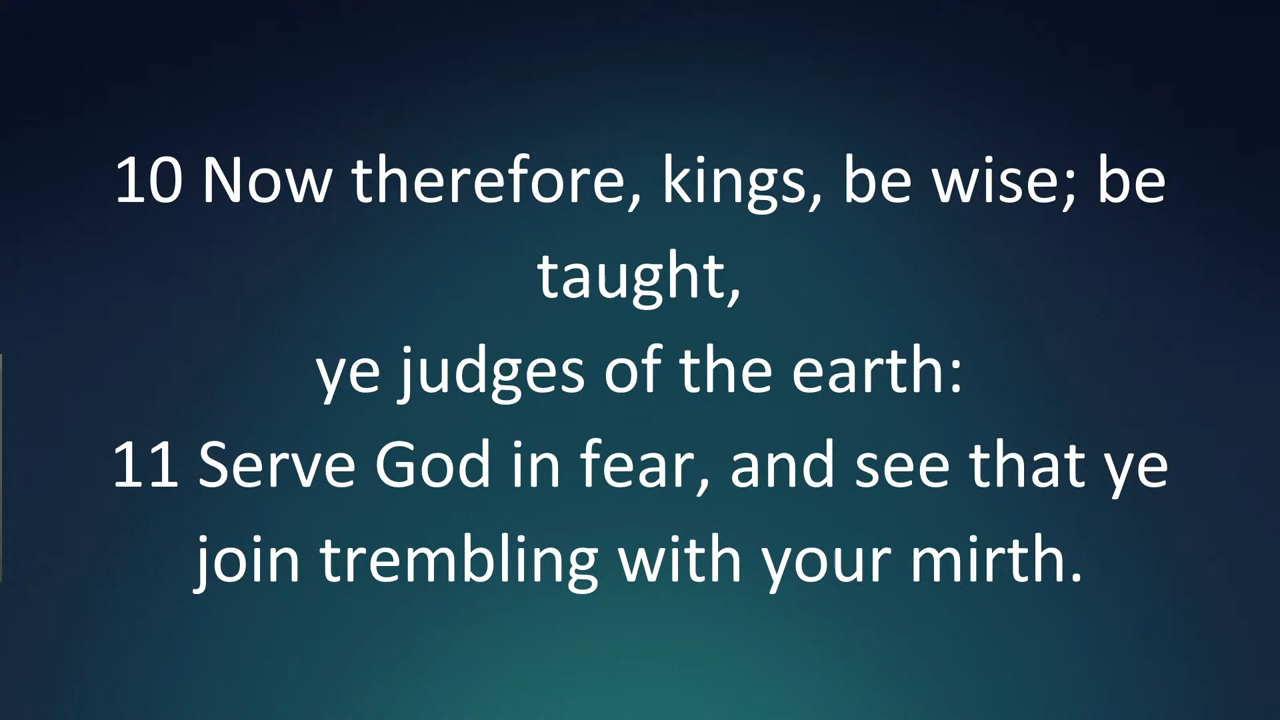 10 Now therefore, kings, be wise; be
taught,
ye judges of the earth:
11 Serve God in fear, and see that ye
join trembling with your mirth.